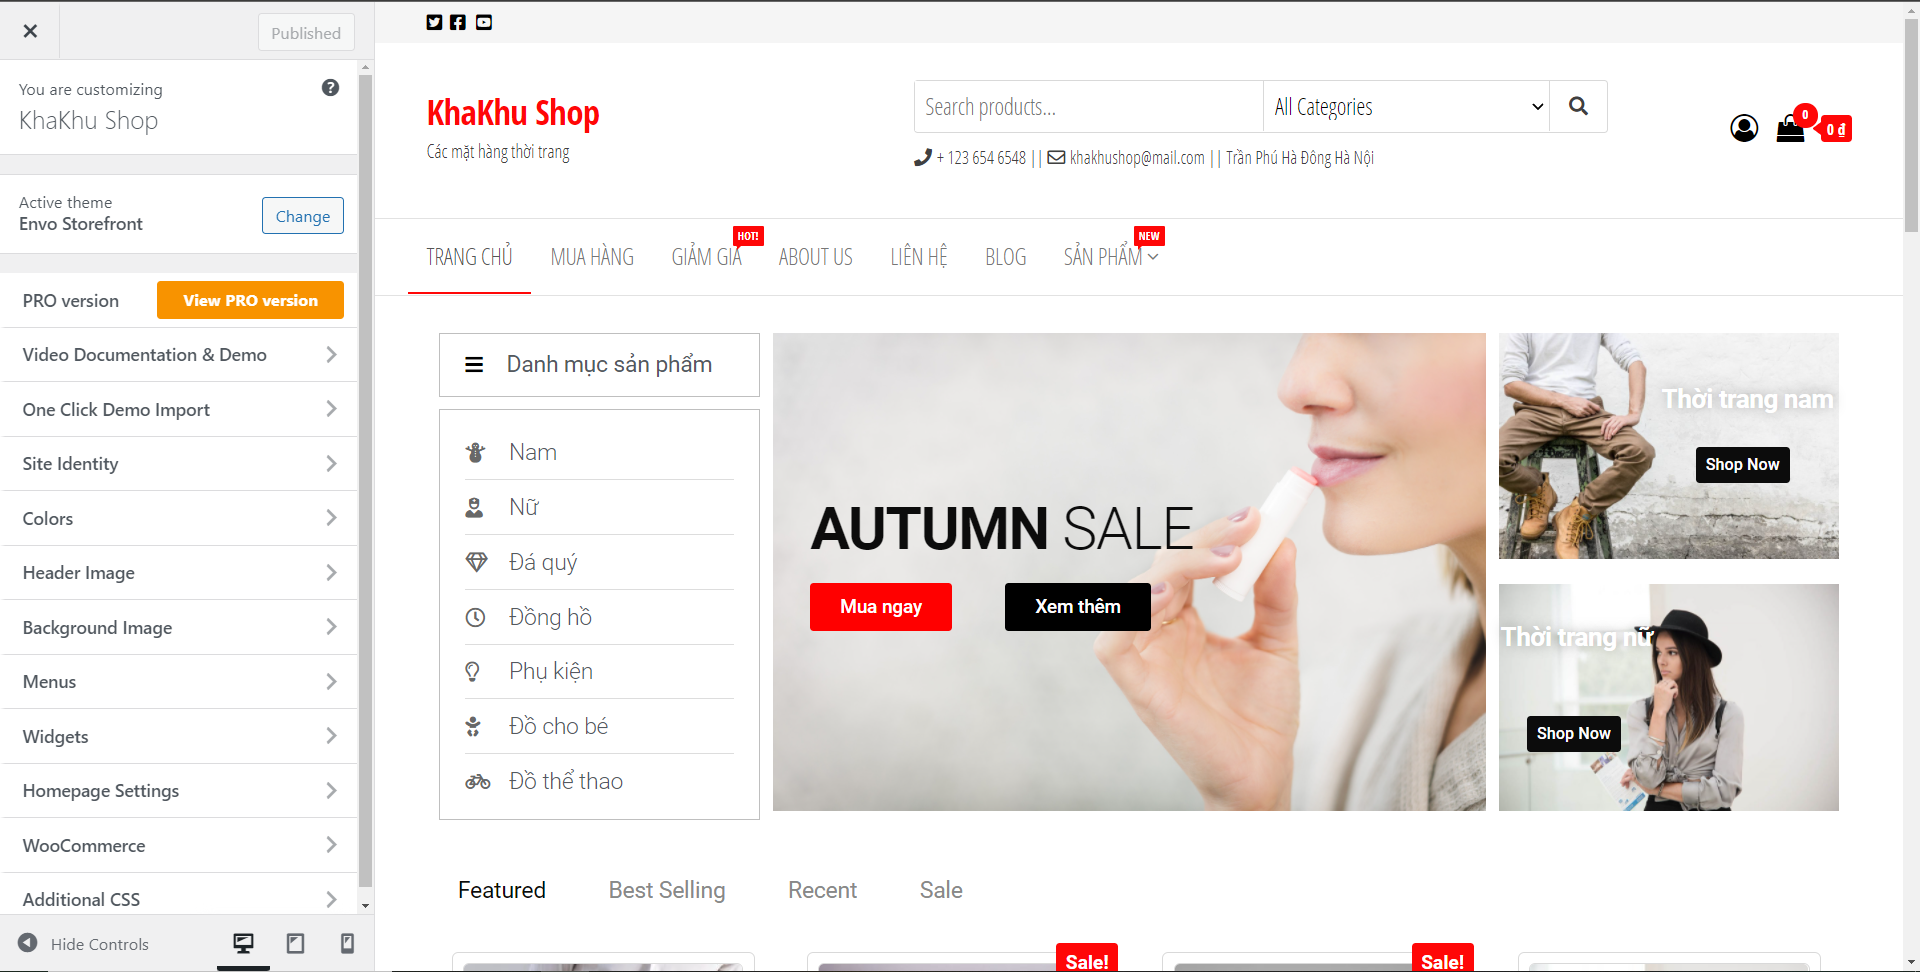 Published
You are customizing
KhaKhu Shop
Active theme
Envo Storefront
Change
PRO version
View PRO version
Video Documentation & Demo
One Click Demo Import
Site Identity
Colors
Header Image
Background Image
Menus
Widgets
Homepage Settings
WooCommerce
Additional CSS
Hide Controls
KhaKhu Shop
Các mặt hàng thời trang
Search products...
All Categories
0
0 ₫
+ 123 654 6548 || khakhushop@mail.com || Trần Phú Hà Đông Hà Nội
HOT!
NEW
TRANG CHỦ MUA HÀNG GIẢM GIÁ ABOUT US LIÊN HỆ BLOG SẢN PHẨM
Danh mục sản phẩm
Nam
Nữ
Đá quý
Đồng hồ
Phụ kiện
Đồ cho bé
Đồ thể thao
AUTUMN SALE
Mua ngay
Xem thêm
Thời trang nam
Shop Now
Thời trang nữ
Shop Now
Featured Best Selling Recent Sale
Sale!
Sale!